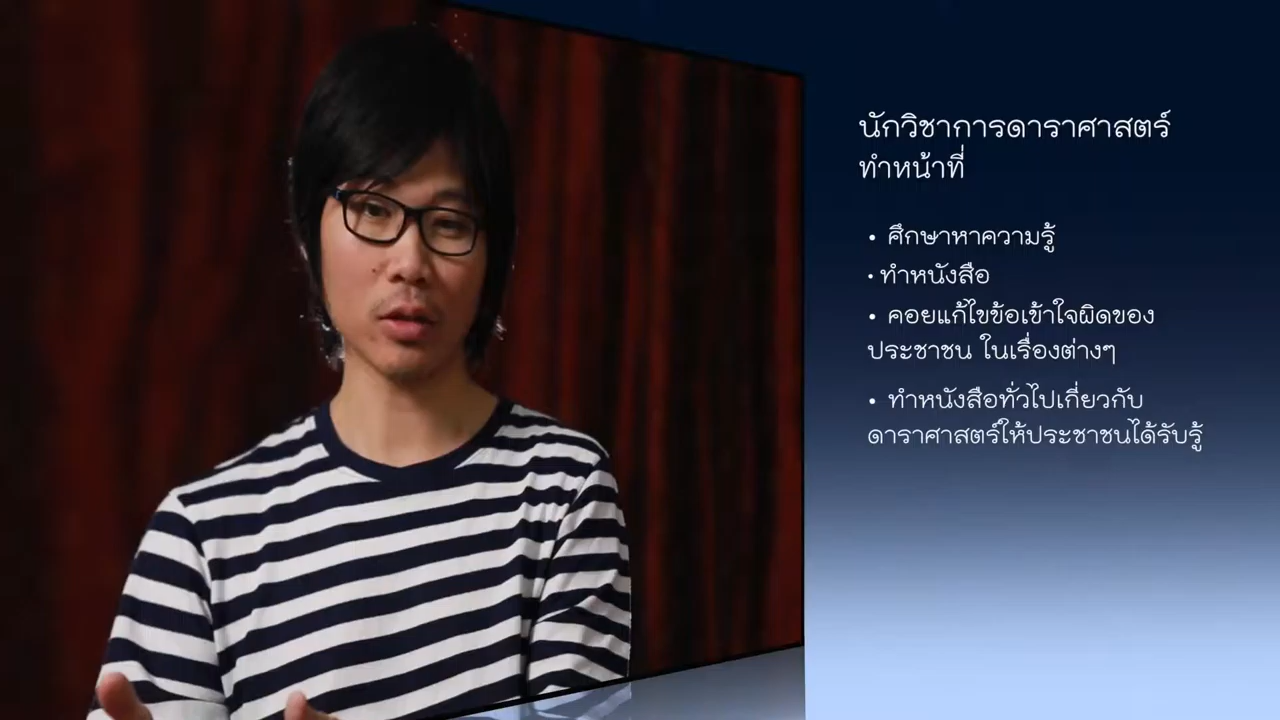 นักวิชาการดาราศาสตร์
ทำหน้าที่
• ศึกษาหาความรู้
• ทำหนังสือ
• คอยแก้ไขข้อเข้าใจผิดของ
ประชาชน ในเรื่องต่างๆ
• ทำหนังสือทั่วไปเกี่ยวกับ
ดาราศาสตร์ให้ประชาชนได้รับรู้